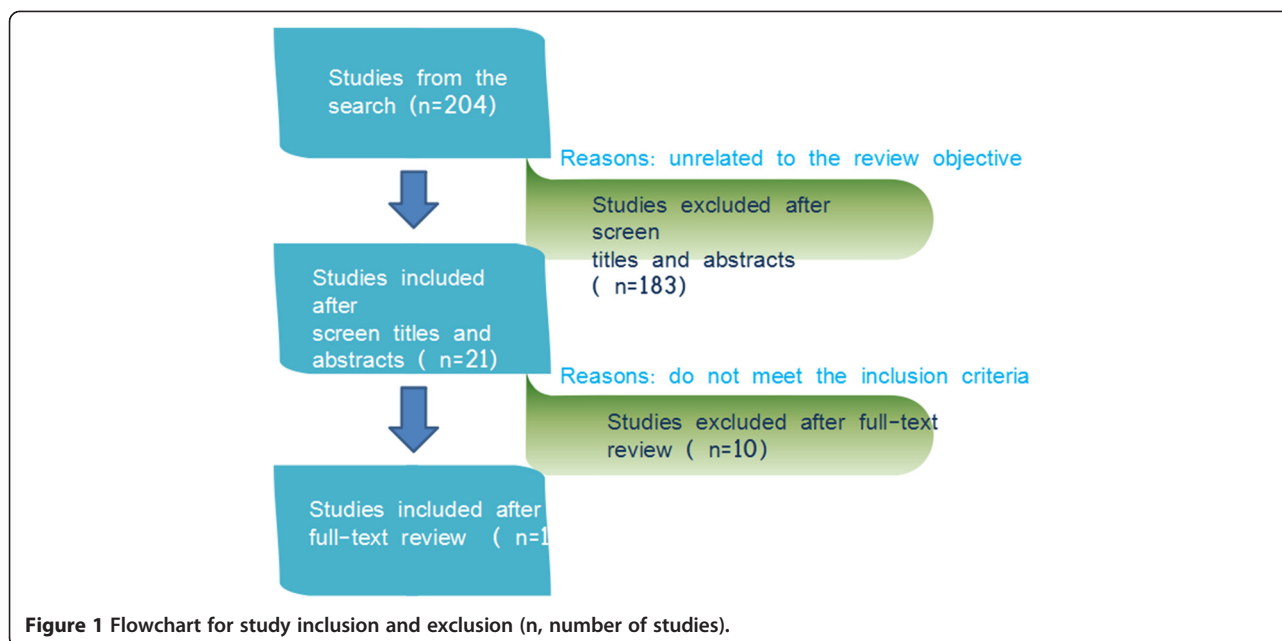 Studies from the
search (n=204)
Reasons: unrelated to the review objective
Studies excluded after
screen
titles and abstracts
( n=183)
Studies included
after
screen titles and
abstracts ( n=21)
Reasons: do not meet the inclusion criteria
Studies excluded after full-text
review ( n=10)
Studies included after
full-text review ( n=1
Figure 1 Flowchart for study inclusion and exclusion (n, number of studies).